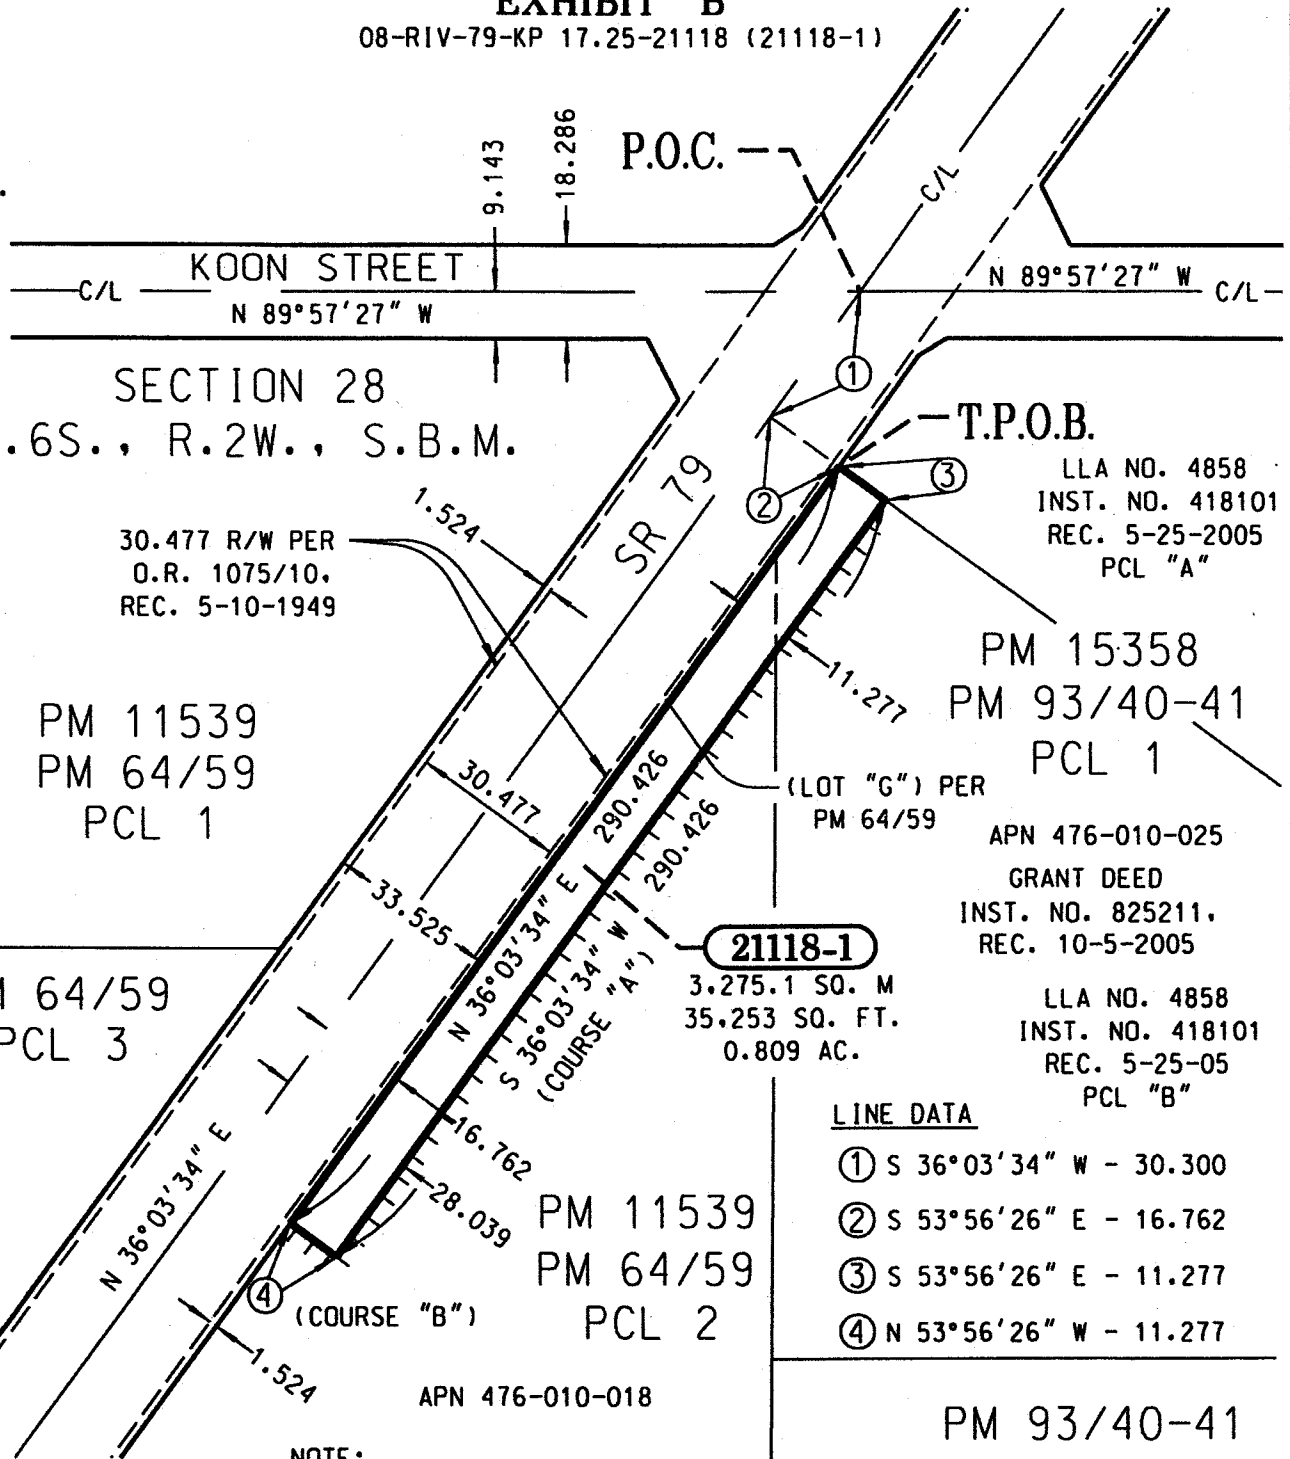 EXHIBIT "B"
08-RIV-79-KP 17.25-21118 (21118-1)
9.143
18.286
P.O.C.
C/L
KOON STREET
C/L
N 89°57'27" W
N 89°57'27" W
C/L
SECTION 28
.6S., R.2W., S.B.M.
1
T.P.O.B.
2
3
LLA NO. 4858
INST. NO. 418101
REC. 5-25-2005
PCL "A"
1.524
SR 79
30.477 R/W PER
O.R. 1075/10,
REC. 5-10-1949
PM 15358
PM 93/40-41
PCL 1
11.277
PM 11539
PM 64/59
PCL 1
30.477
290.426
290.426
(LOT "G") PER
PM 64/59
APN 476-010-025
GRANT DEED
INST. NO. 825211,
REC. 10-5-2005
33.525
N 36°03'34" E
S 36°03'34" W
(COURSE "A")
21118-1
3,275.1 SQ. M
35,253 SQ. FT.
0.809 AC.
64/59
PCL 3
LLA NO. 4858
INST. NO. 418101
REC. 5-25-05
PCL "B"
N 36°03'34" E
16.762
28.039
LINE DATA
1 S 36°03'34" W - 30.300
2 S 53°56'26" E - 16.762
3 S 53°56'26" E - 11.277
4 N 53°56'26" W - 11.277
PM 11539
PM 64/59
PCL 2
4
(COURSE "B")
1.524
APN 476-010-018
PM 93/40-41
NOTE: